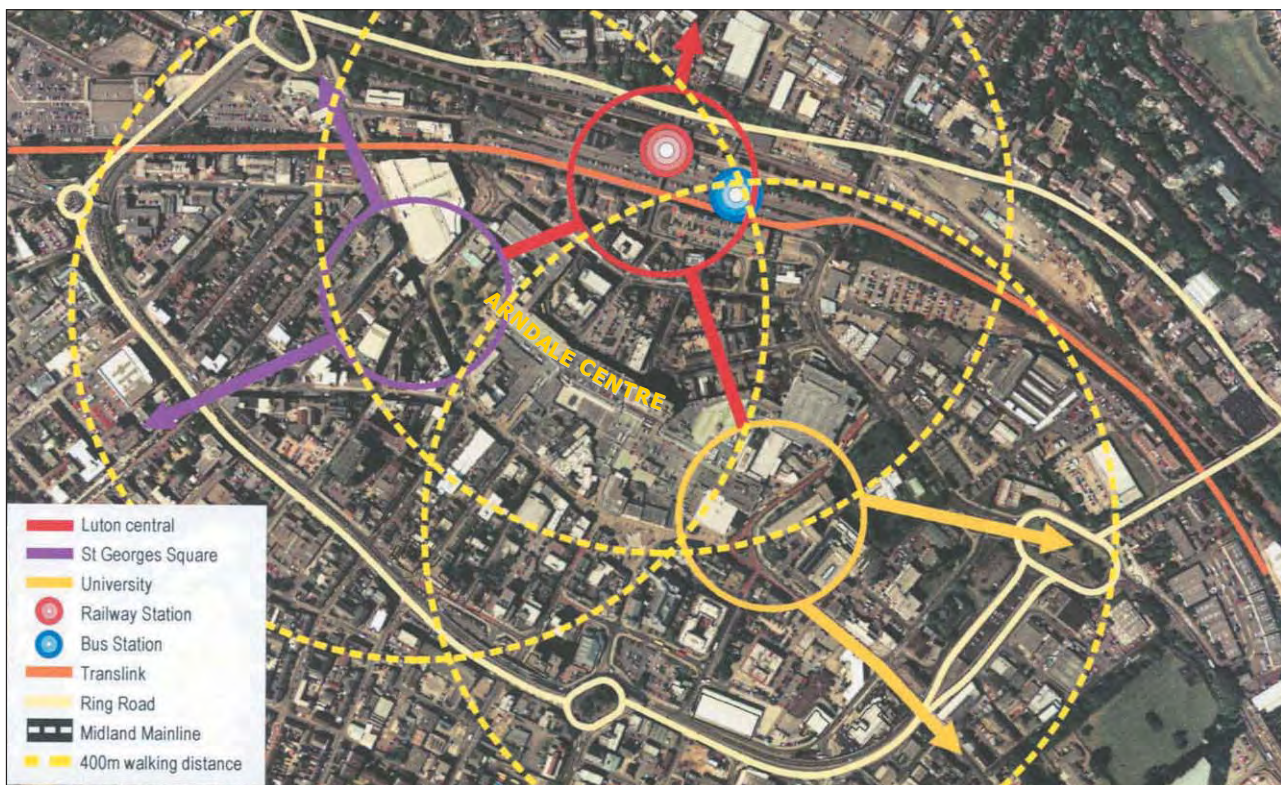 ARNDALE CENTRE
Luton central
St Georges Square
University
Railway Station
Bus Station
Translink
Ring Road
Midland Mainline
400m walking distance